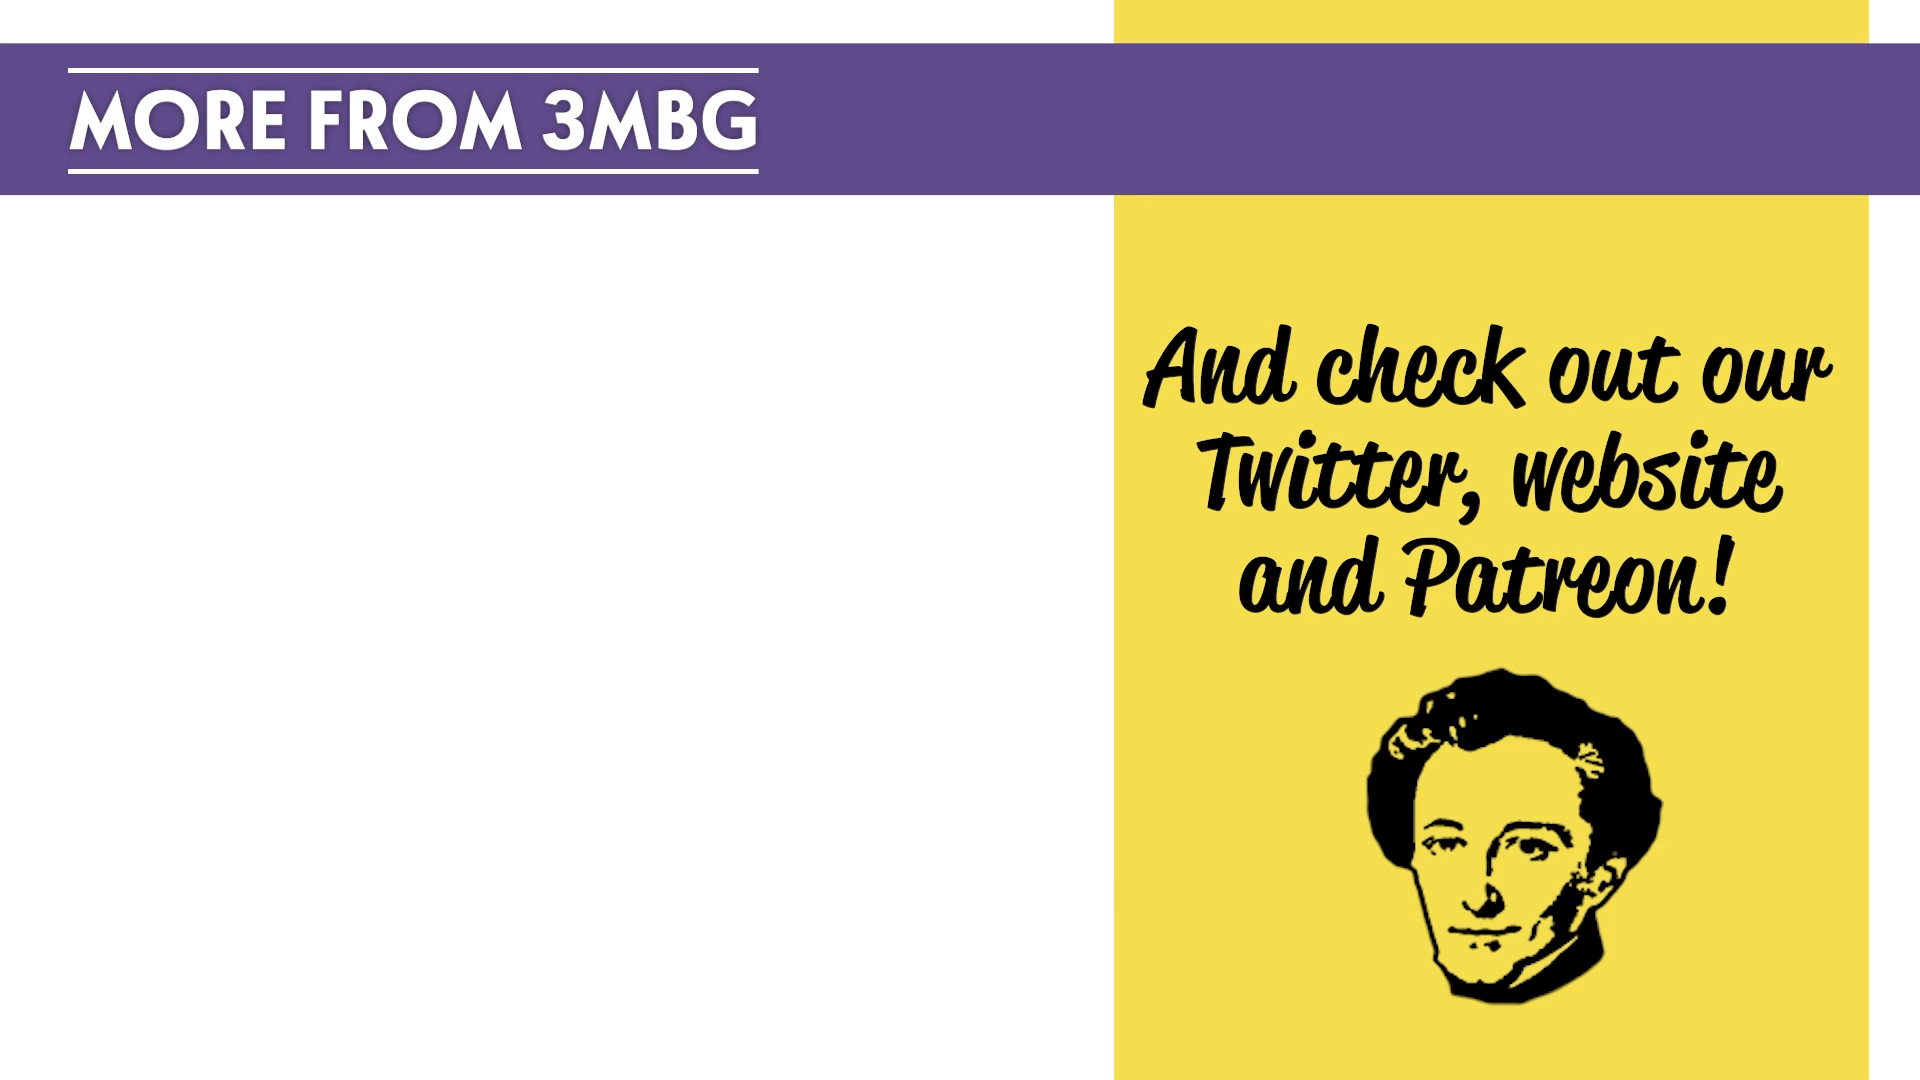 MORE FROM 3MBG
And check out our
Twitter, website
and Patreon!